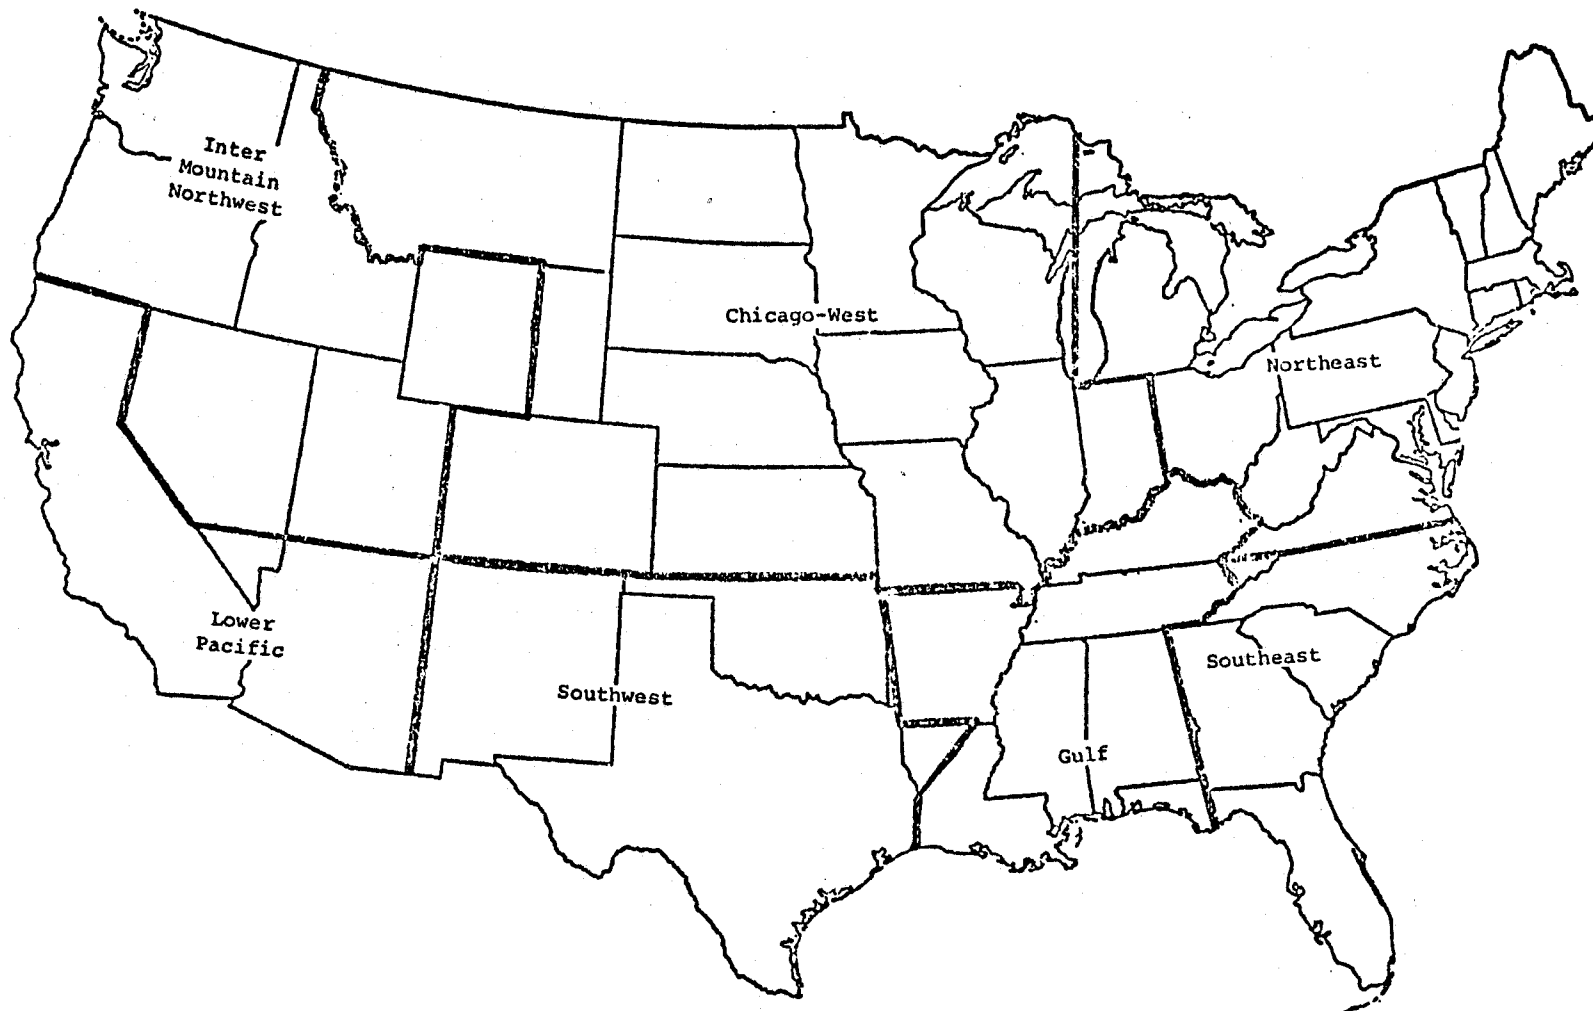 Inter
Mountain
Northwest
Chicago-West
Northeast
Lower
Pacific
Southwest
Southeast
Gulf